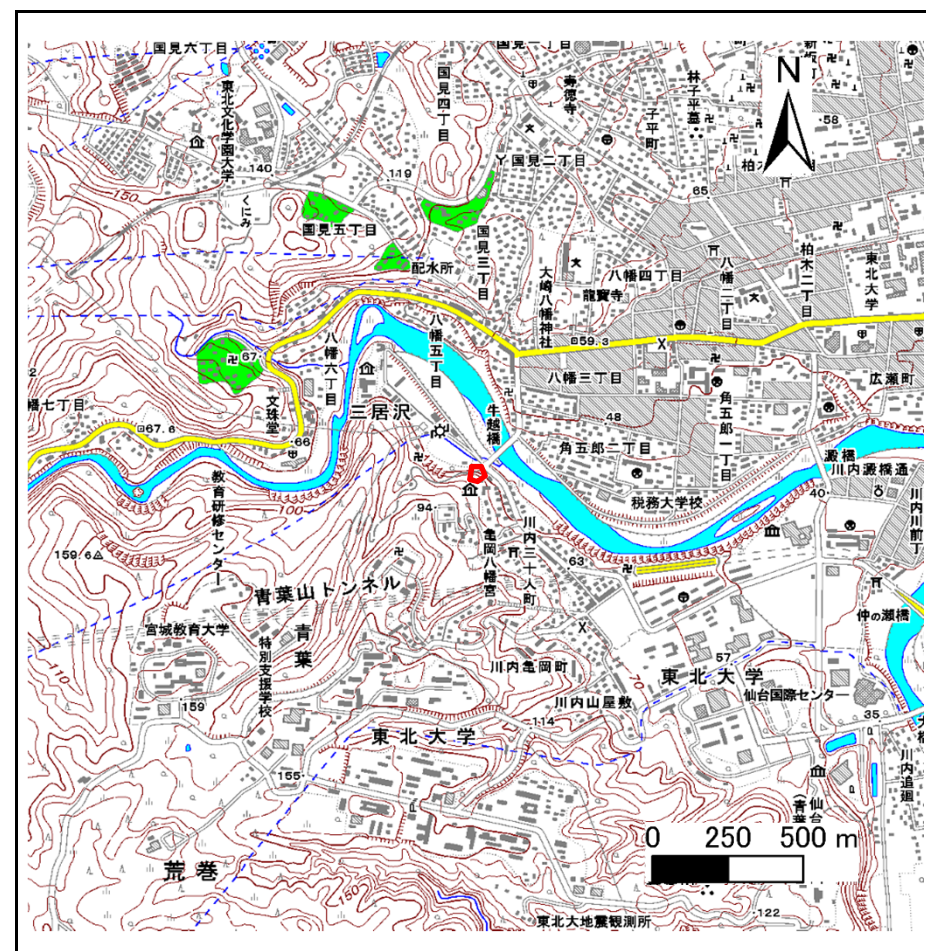 国見六丁目
国見一丁目
新坂町
国見四丁目
寿徳寺
林子平墓
子平町
58
N
東北文化学園大学
140
119
国見二丁目
柏木
65
150
くにみ
国見五丁目
国見三丁目
配水所
大崎八幡神社
八幡四丁目
龍寶寺
八幡二丁目
柏木二丁目
東北大学
八幡五丁目
59.3
八幡六丁目
67
八幡三丁目
広瀬町
文珠堂
三居沢
牛越橋
48
角五郎一丁目
幡七丁目
67.6
66
角五郎二丁目
澱橋
川内澱橋通
教育研修センター
100
税務大学校
40
川内川前丁
94
亀岡八幡宮
川内三十人町
63
159.6
青葉山トンネル
仲の瀬橋
宮城教育大学
特別支援学校
青葉
川内亀岡町
57
東北大学
70
仙台国際センター
110
159
川内山屋敷
114
35
東北大学
川内追廻
155
仙台
(青葉
0 250 500 m
荒巻
150
東北大地震観測所
122